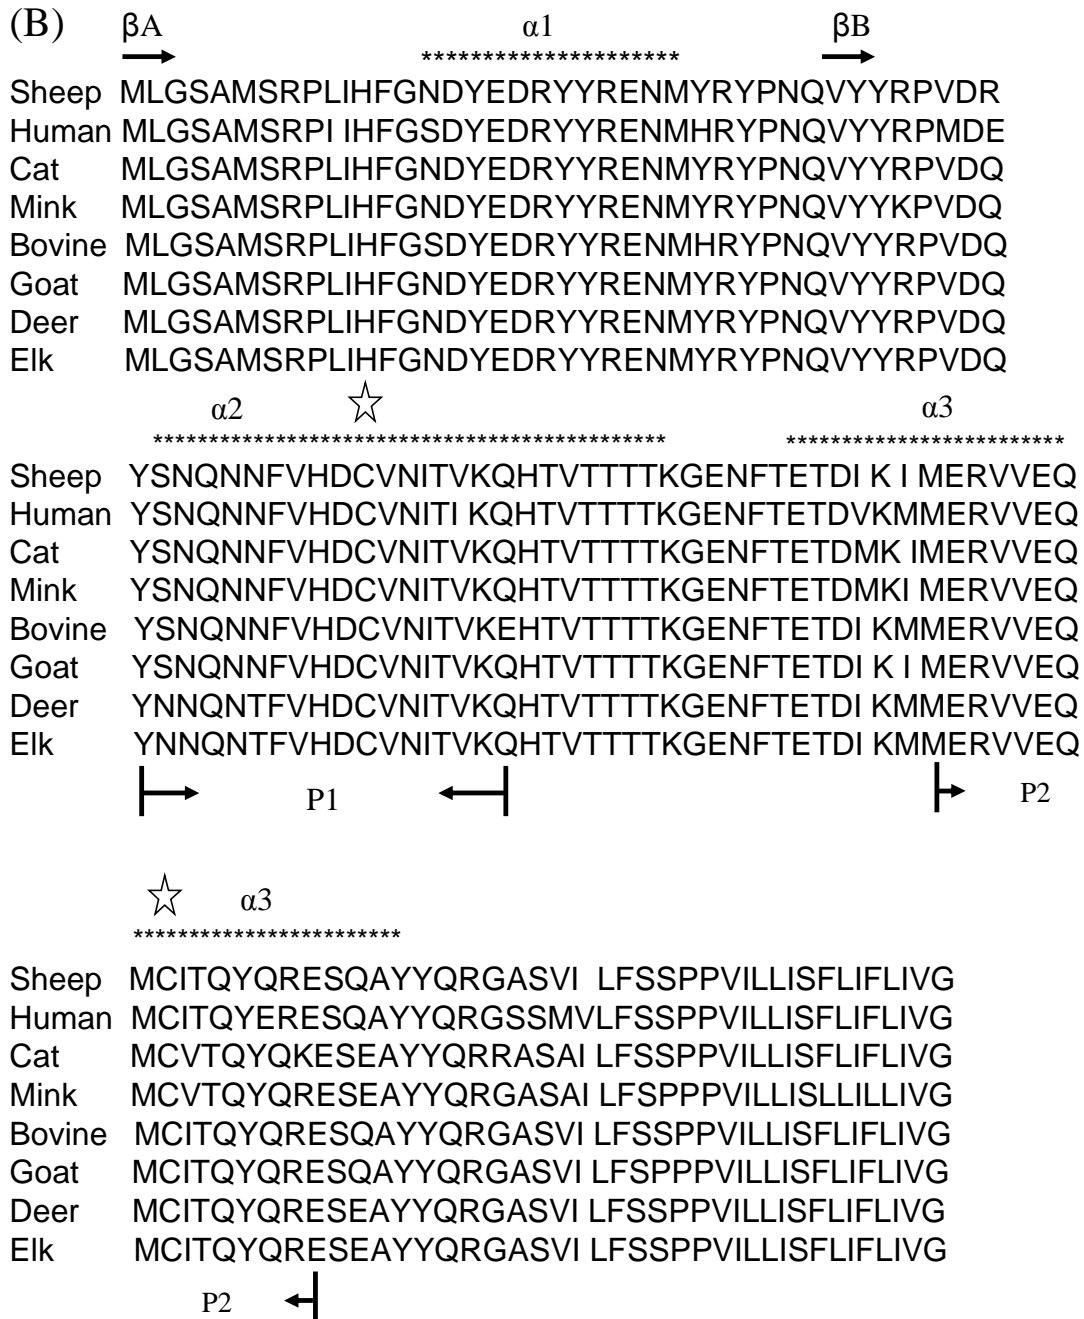 (B) βA α1 βB
**********************
Sheep MLGSAMSRPLIHFGNDYEDRYYRENMYRYPNQVYYRPVDR
Human MLGSAMSRPI IHFGSDYEDRYYRENMHRYPNQVYYRPMDE
Cat MLGSAMSRPLIHFGNDYEDRYYRENMYRYPNQVYYRPVDQ
Mink MLGSAMSRPLIHFGNDYEDRYYRENMYRYPNQVYYKPVDQ
Bovine MLGSAMSRPLIHFGSDYEDRYYRENMHRYPNQVYYRPVDQ
Goat MLGSAMSRPLIHFGNDYEDRYYRENMYRYPNQVYYRPVDQ
Deer MLGSAMSRPLIHFGNDYEDRYYRENMYRYPNQVYYRPVDQ
Elk MLGSAMSRPLIHFGNDYEDRYYRENMYRYPNQVYYRPVDQ
α2 ☆ α3
********************************************** *************************
Sheep YSNQNNFVHDCVNITVKQHTVTTTTKGENFTETDI K I MERVVEQ
Human YSNQNNFVHDCVNITI KQHTVTTTTKGENFTETDVKMMERVVEQ
Cat YSNQNNFVHDCVNITVKQHTVTTTTKGENFTETDMK IMERVVEQ
Mink YSNQNNFVHDCVNITVKQHTVTTTTKGENFTETDMKIMERVVEQ
Bovine YSNQNNFVHDCVNITVKEHTVTTTTKGENFTETDI KMMERVVEQ
Goat YSNQNNFVHDCVNITVKQHTVTTTTKGENFTETDI K I MERVVEQ
Deer YNNQNTFVHDCVNITVKQHTVTTTTKGENFTETDI KMMERVVEQ
Elk YNNQNTFVHDCVNITVKQHTVTTTTKGENFTETDI KMMERVVEQ
P1 P2
☆ α3
************************
Sheep MCITQYQRESQAYYQRGASVI LFSSPPVILLISFLIFLIVG
Human MCITQYERESQAYYQRGSSMVLFSSPPVILLISFLIFLIVG
Cat MCVTQYQKESEAYYQRRASAI LFSSPPVILLISFLIFLIVG
Mink MCVTQYQRESEAYYQRGASAI LFSPPPVILLISLLILLIVG
Bovine MCITQYQRESQAYYQRGASVI LFSSPPVILLISFLIFLIVG
Goat MCITQYQRESQAYYQRGASVI LFSPPPVILLISFLIFLIVG
Deer MCITQYQRESEAYYQRGASVI LFSSPPVILLISFLIFLIVG
Elk MCITQYQRESEAYYQRGASVI LFSSPPVILLISFLIFLIVG
P2